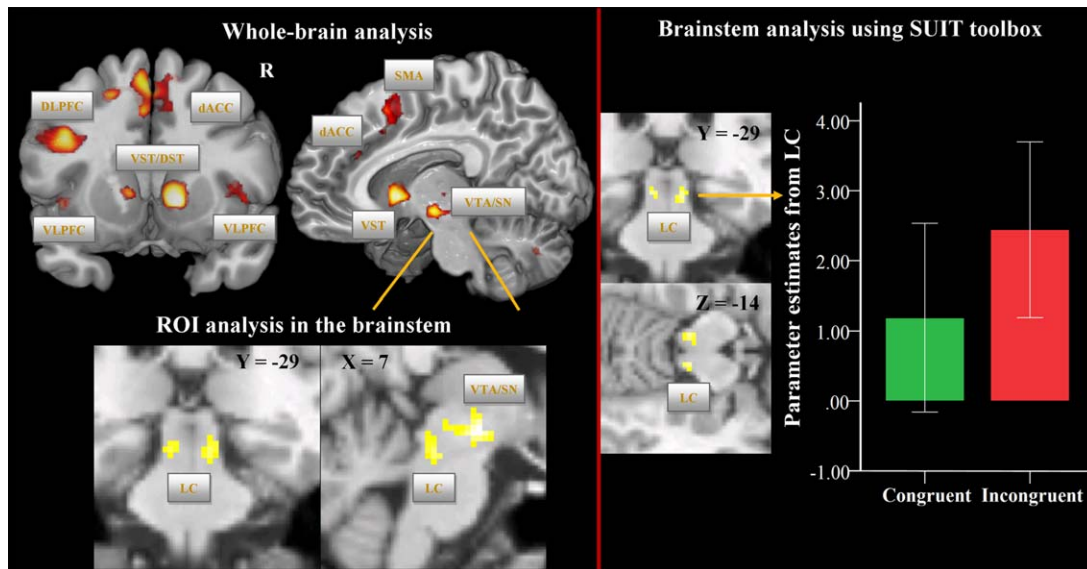 Whole-brain analysis
R
DLPFC
dACC
VST/DST
VLPFC
VLPFC
SMA
dACC
VST
VTA/SN
ROI analysis in the brainstem
Y = -29
LC
X = 7
VTA/SN
LC
Brainstem analysis using SUIT toolbox
Y = -29
LC
Z = -14
LC
Parameter estimates from LC
4.00
3.00
2.00
1.00
.00
-1.00
Congruent
Incongruent